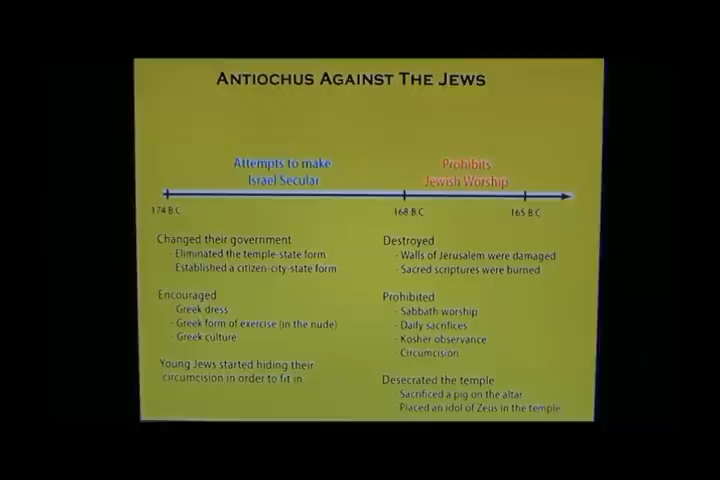 ANTIOCHUS AGAINST THE JEWS
Attempts to make
Israel Secular
Prohibits
Jewish Worship
174 B.C
168 B.C
165 B.C
Changed their government
- Eliminated the temple-state form
Established a citizen-city-state form
Encouraged
- Greek dress
- Greek form of exercise (in the nude)
- Greek culture
Young Jews started hiding their
circumcision in order to fit in
Destroyed
- Walls of Jerusalem were damaged
- Sacred scriptures were burned
Prohibited
- Sabbath worship
- Daily sacrifices
- Kosher observance
- Circumcision
Desecrated the temple
- Sacrificed a pig on the altar
- Placed an idol of Zeus in the temple